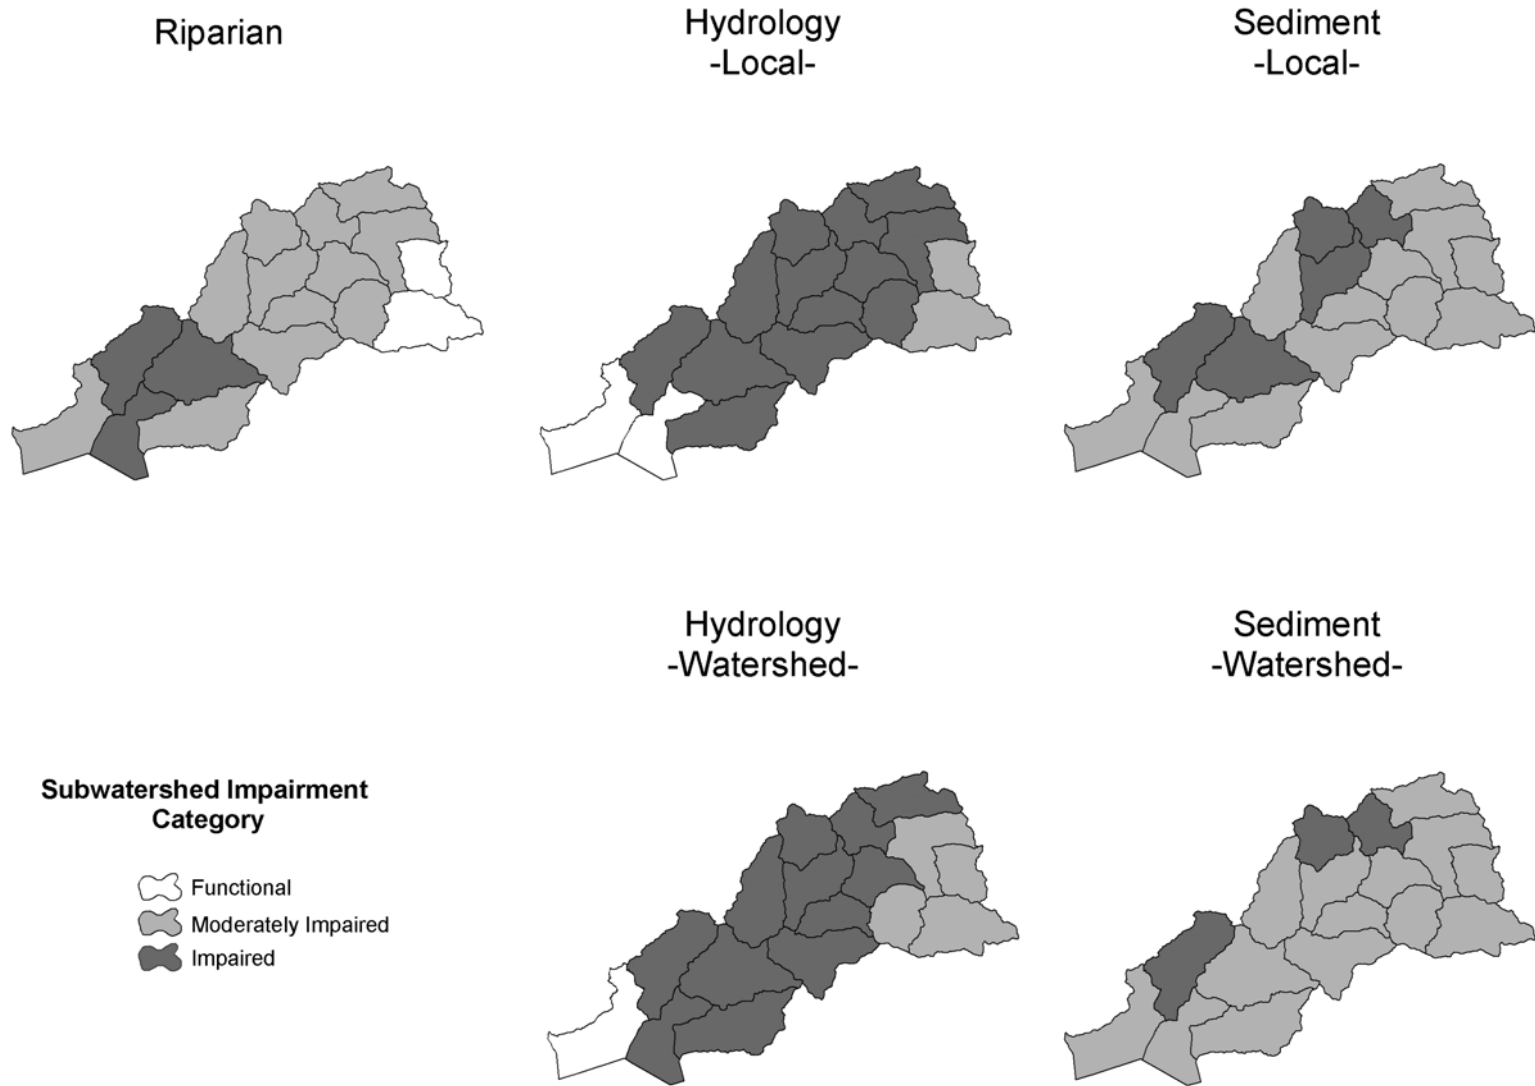 Riparian
Hydrology
-Local-
Sediment
-Local-
Hydrology
-Watershed-
Sediment
-Watershed-
Subwatershed Impairment
Category
Functional
Moderately Impaired
Impaired